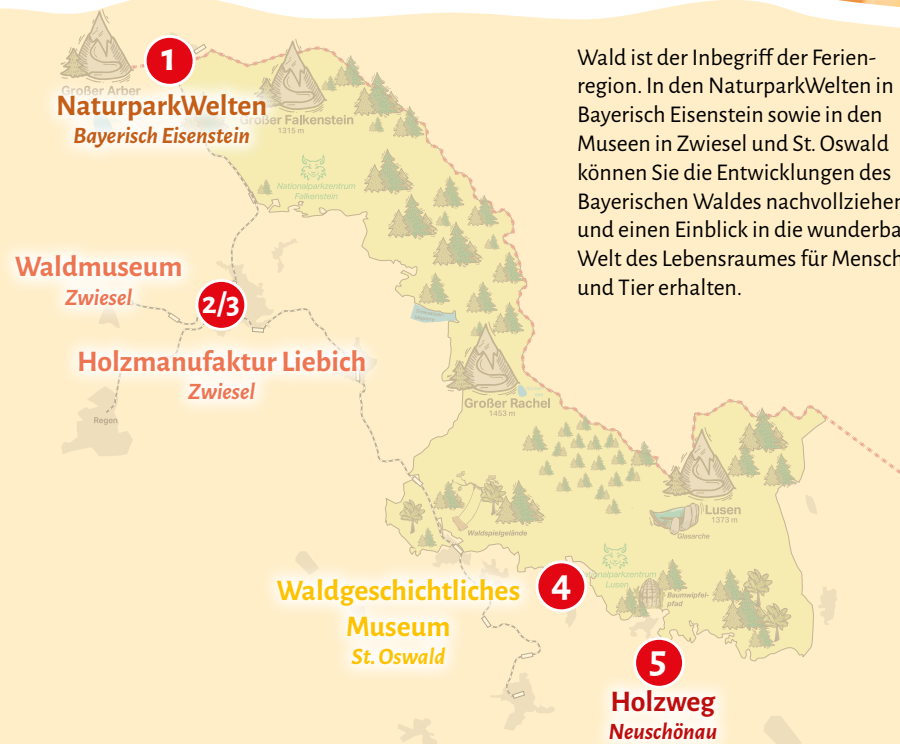 1
Großer Arber
NaturparkWelten
Bayerisch Eisenstein
Großer Falkenstein
1315 m
Nationalparkzentrum
Falkenstein
Wald ist der Inbegriff der Ferien-
region. In den NaturparkWelten in
Bayerisch Eisenstein sowie in den
Museen in Zwiesel und St. Oswald
können Sie die Entwicklungen des
Bayerischen Waldes nachvollziehen
und einen Einblick in die wunderba
Welt des Lebensraumes für Mensch
und Tier erhalten.
Waldmuseum
Zwiesel
2/3
Holzmanufaktur Liebich
Zwiesel
Regen
Großer Rachel
1453 m
Lusen
1373 m
Glasarche
Waldspielgelände
Nationalparkzentrum
Lusen
Baumwipfel-
pfad
Waldgeschichtliches
Museum
St. Oswald
4
5
Holzweg
Neuschönau